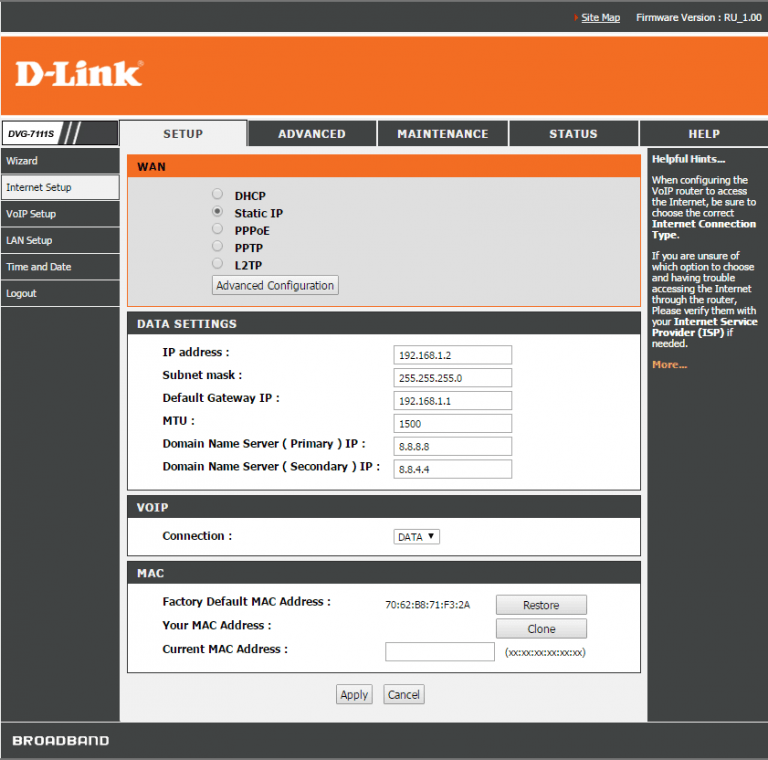 Site Map Firmware Version : RU_1.00
D-Link
DVG-7111S
SETUP ADVANCED MAINTENANCE STATUS HELP
Wizard
Internet Setup
VoIP Setup
LAN Setup
Time and Date
Logout
WAN
DHCP
Static IP
PPPoE
PPTP
L2TP
Advanced Configuration
DATA SETTINGS
IP address : 192.168.1.2
Subnet mask : 255.255.255.0
Default Gateway IP : 192.168.1.1
MTU : 1500
Domain Name Server ( Primary ) IP : 8.8.8.8
Domain Name Server ( Secondary ) IP : 8.8.4.4
VOIP
Connection : DATA
MAC
Factory Default MAC Address : 70:62:B8:71:F3:2A Restore
Your MAC Address : Clone
Current MAC Address : (xx:xx:xx:xx:xx:xx)
Apply Cancel
Helpful Hints...
When configuring the
VoIP router to access
the Internet, be sure to
choose the correct
Internet Connection
Type.
If you are unsure of
which option to choose
and having trouble
accessing the Internet
through the router,
Please verify them with
your Internet Service
Provider (ISP) if
needed.
More...
BROADBAND